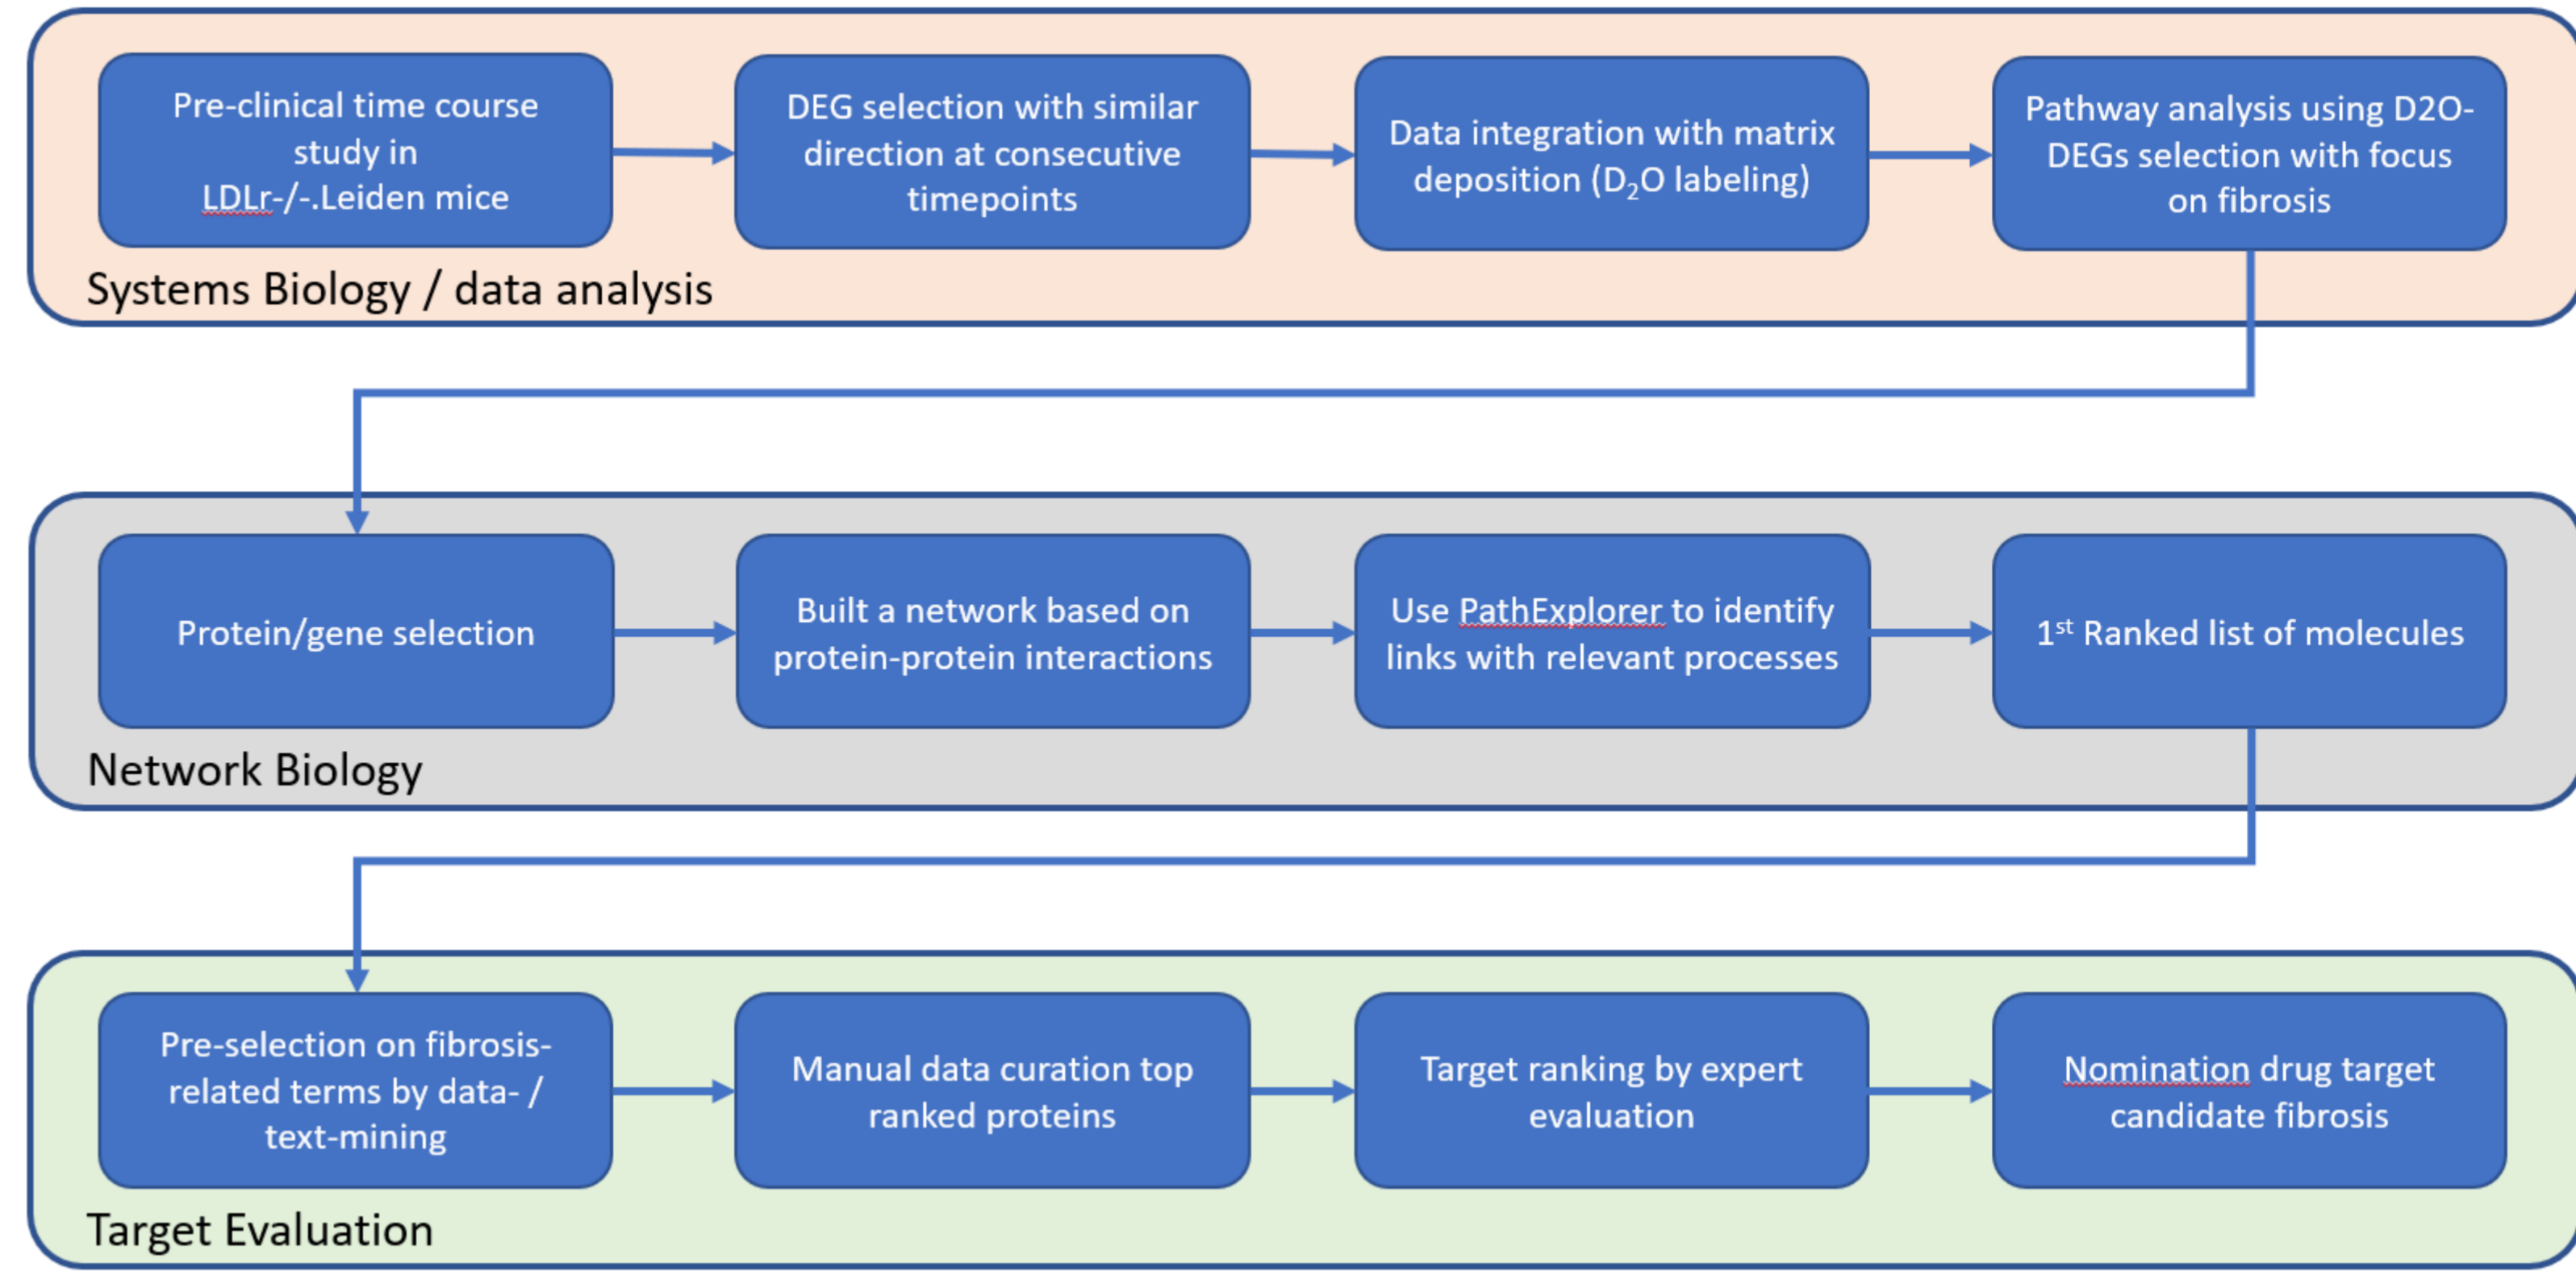 Pre-clinical time course
study in
LDLr-/-.Leiden mice
DEG selection with similar
direction at consecutive
timepoints
Data integration with matrix
deposition (D₂O labeling)
Pathway analysis using D2O-
DEGs selection with focus
on fibrosis
Systems Biology / data analysis
Protein/gene selection
Built a network based on
protein-protein interactions
Use PathExplorer to identify
links with relevant processes
1ˢᵗ Ranked list of molecules
Network Biology
Pre-selection on fibrosis-
related terms by data- /
text-mining
Manual data curation top
ranked proteins
Target ranking by expert
evaluation
Nomination drug target
candidate fibrosis
Target Evaluation